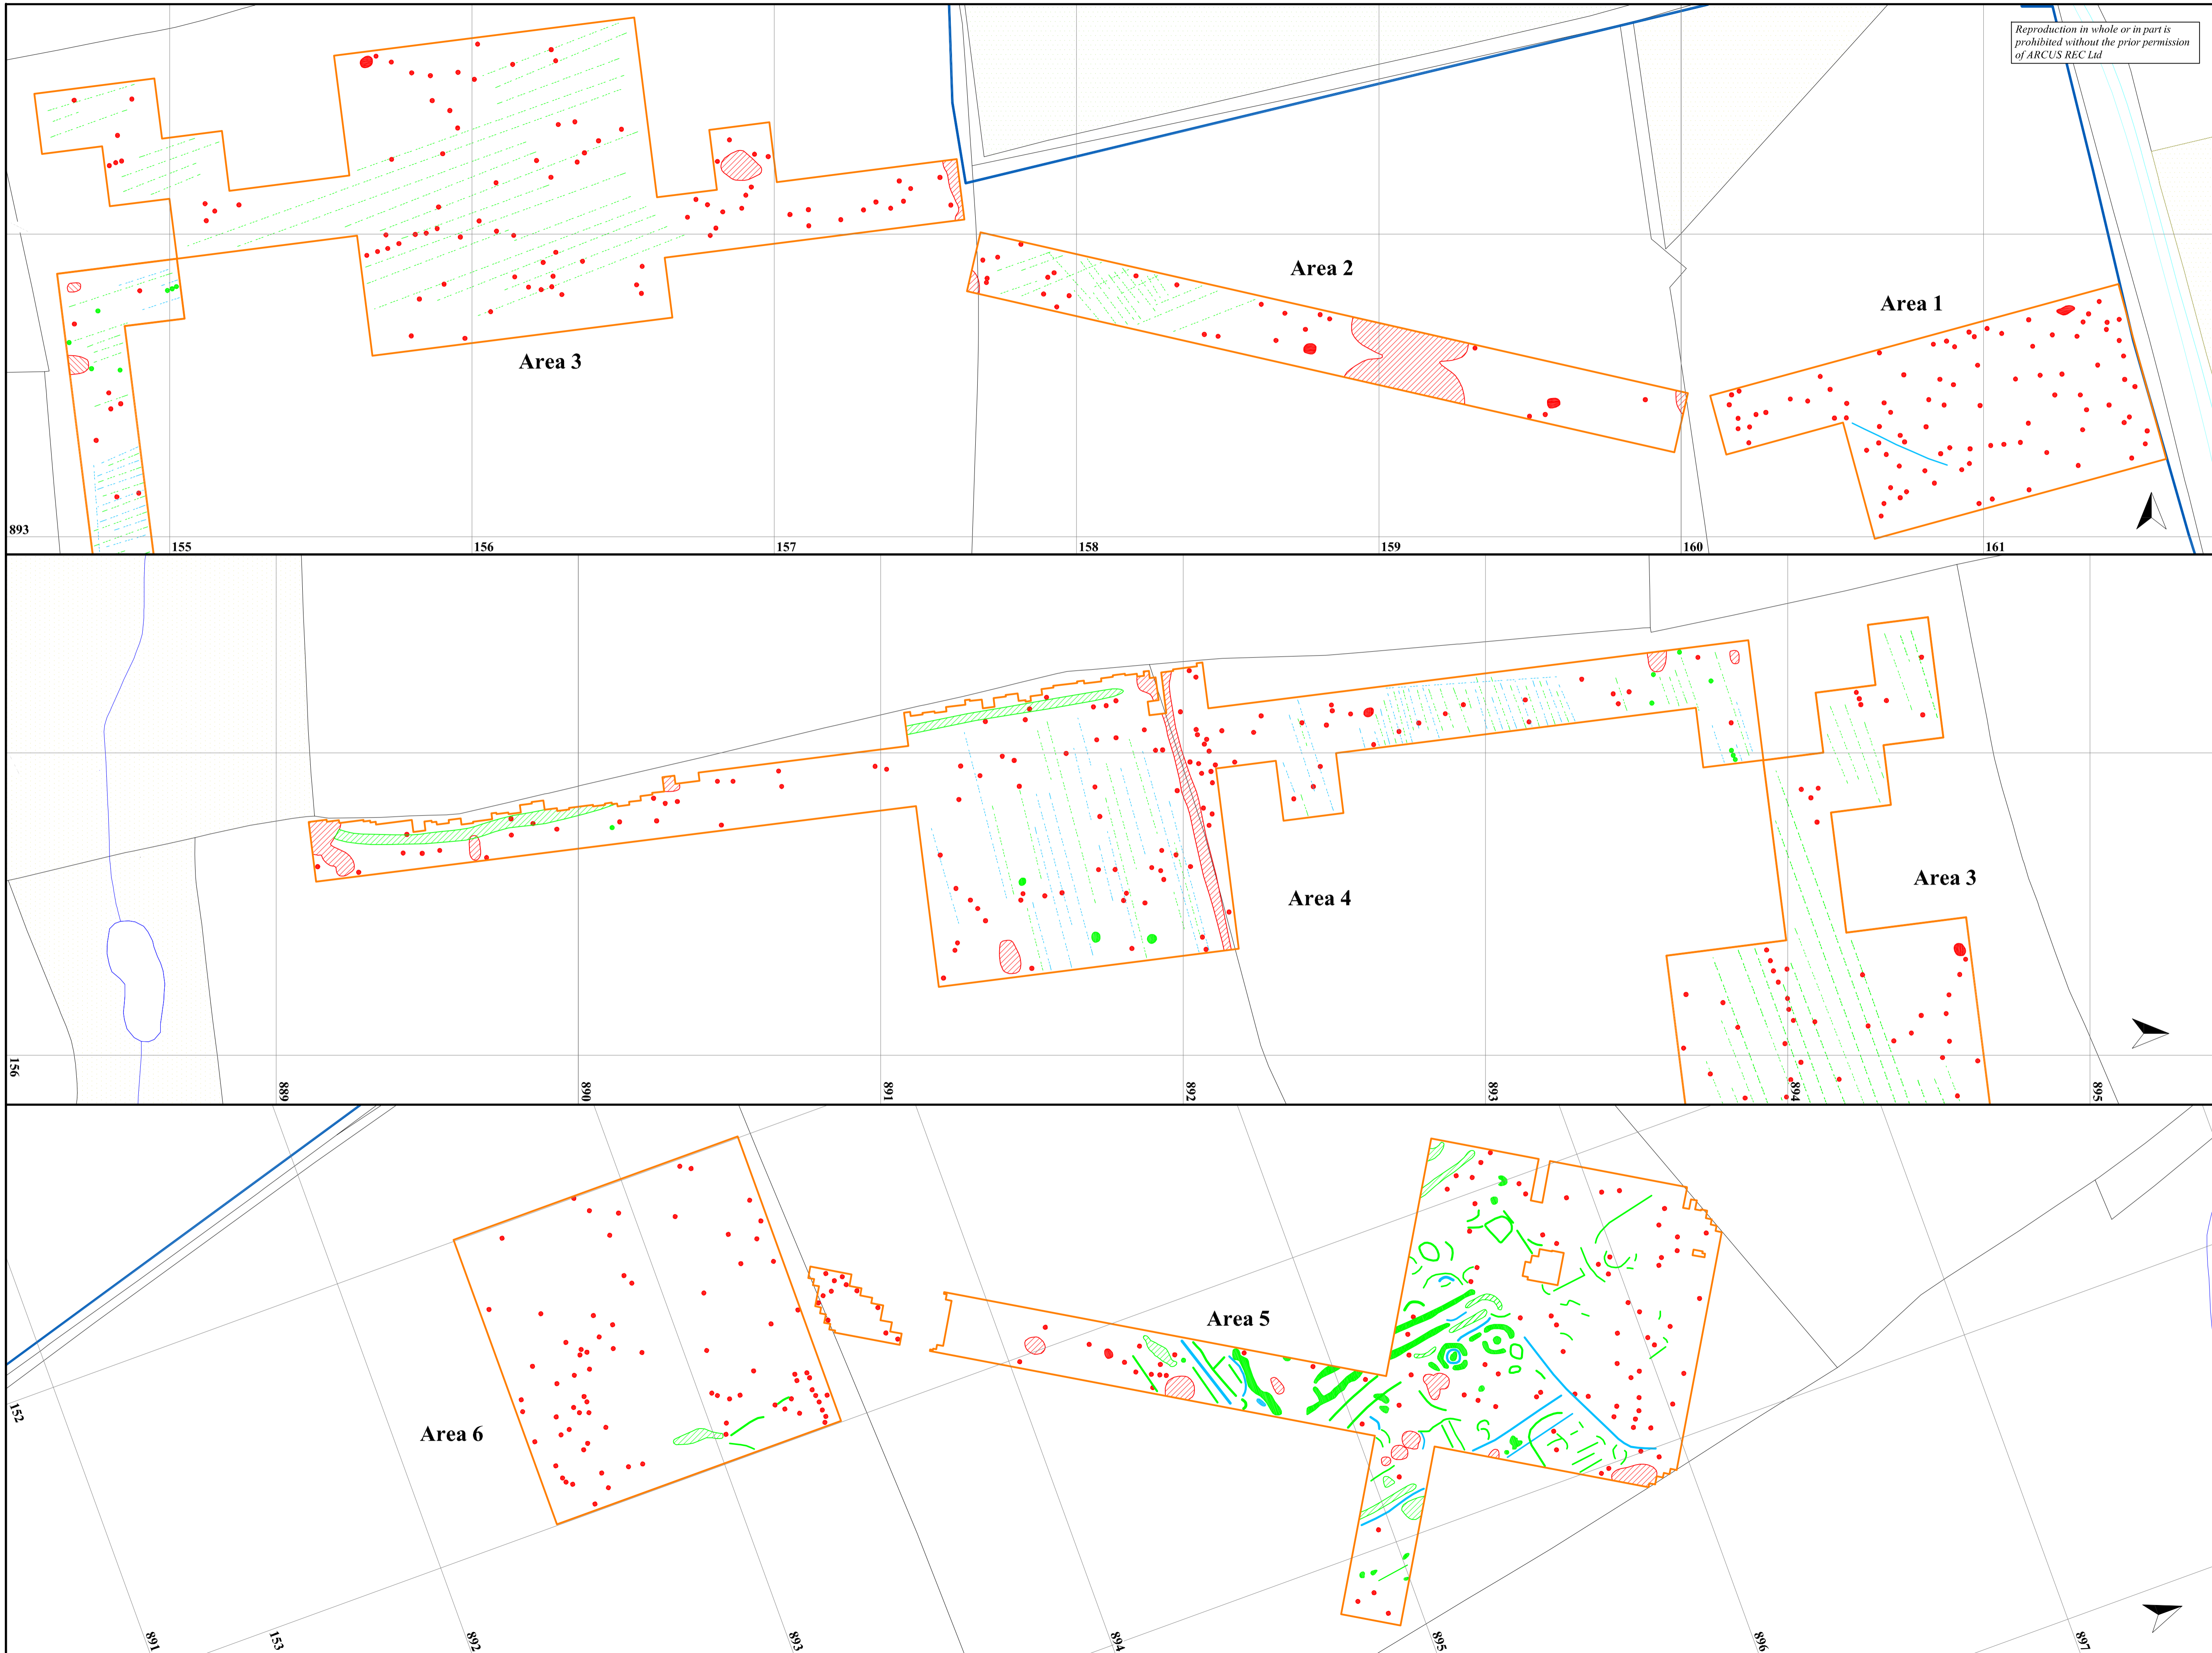 Reproduction in whole or in part is
prohibited without the prior permission
of ARCUS REC Ltd
Area 2
Area 1
Area 3
893
155
156
157
158
159
160
161
Area 4
Area 3
156
889
890
891
892
893
894
895
Area 5
Area 6
152
891
153
892
893
894
895
896
897